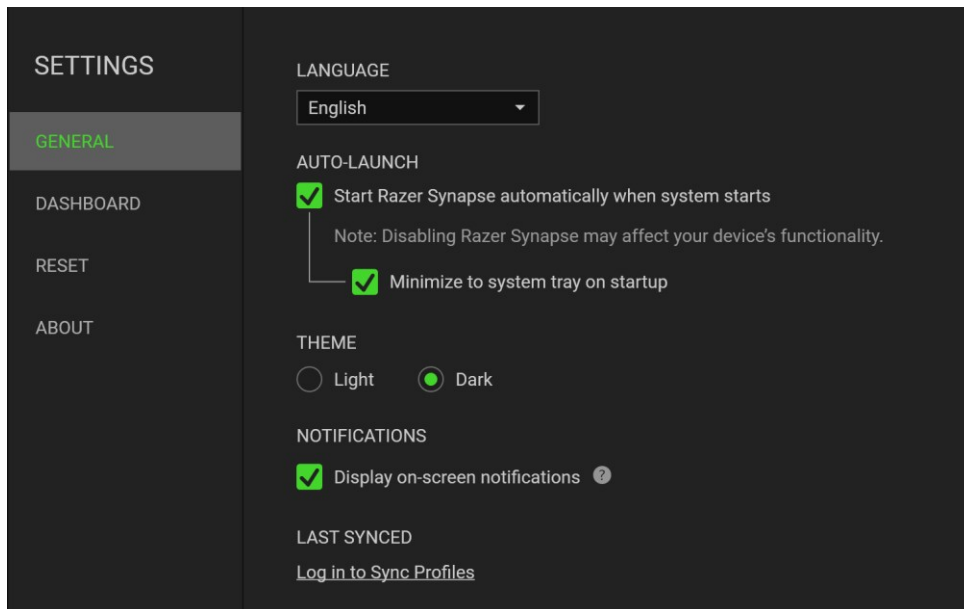 SETTINGS
GENERAL
DASHBOARD
RESET
ABOUT
LANGUAGE
English
AUTO-LAUNCH
Start Razer Synapse automatically when system starts
Note: Disabling Razer Synapse may affect your device’s functionality.
Minimize to system tray on startup
THEME
Light Dark
NOTIFICATIONS
Display on-screen notifications ?
LAST SYNCED
Log in to Sync Profiles